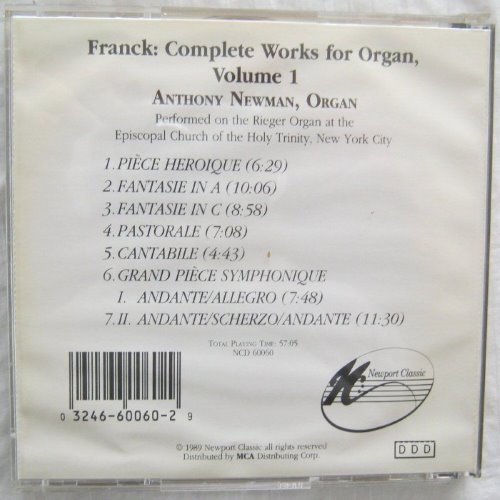 Franck: Complete Works for Organ,
Volume 1
ANTHONY NEWMAN, ORGAN
Performed on the Rieger Organ at the
Episcopal Church of the Holy Trinity, New York City
1. PIÈCE HEROIQUE (6:29)
2. FANTASIE IN A (10:06)
3. FANTASIE IN C (8:58)
4. PASTORALE (7:08)
5. CANTABILE (4:43)
6. GRAND PIÈCE SYMPHONIQUE
I. ANDANTE/ALLEGRO (7:48)
7. II. ANDANTE/SCHERZO/ANDANTE (11:30)
TOTAL PLAYING TIME: 57:05
NCD 60060
Newport Classic
0 3246-60060-2 9
© 1989 Newport Classic all rights reserved
Distributed by MCA Distributing Corp.
DDD